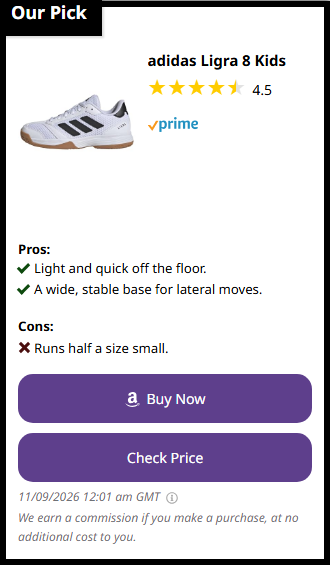 Our Pick
adidas Ligra 8 Kids
4.5
prime
Pros:
Light and quick off the floor.
A wide, stable base for lateral moves.
Cons:
Runs half a size small.
Buy Now
Check Price
11/09/2026 12:01 am GMT
We earn a commission if you make a purchase, at no
additional cost to you.